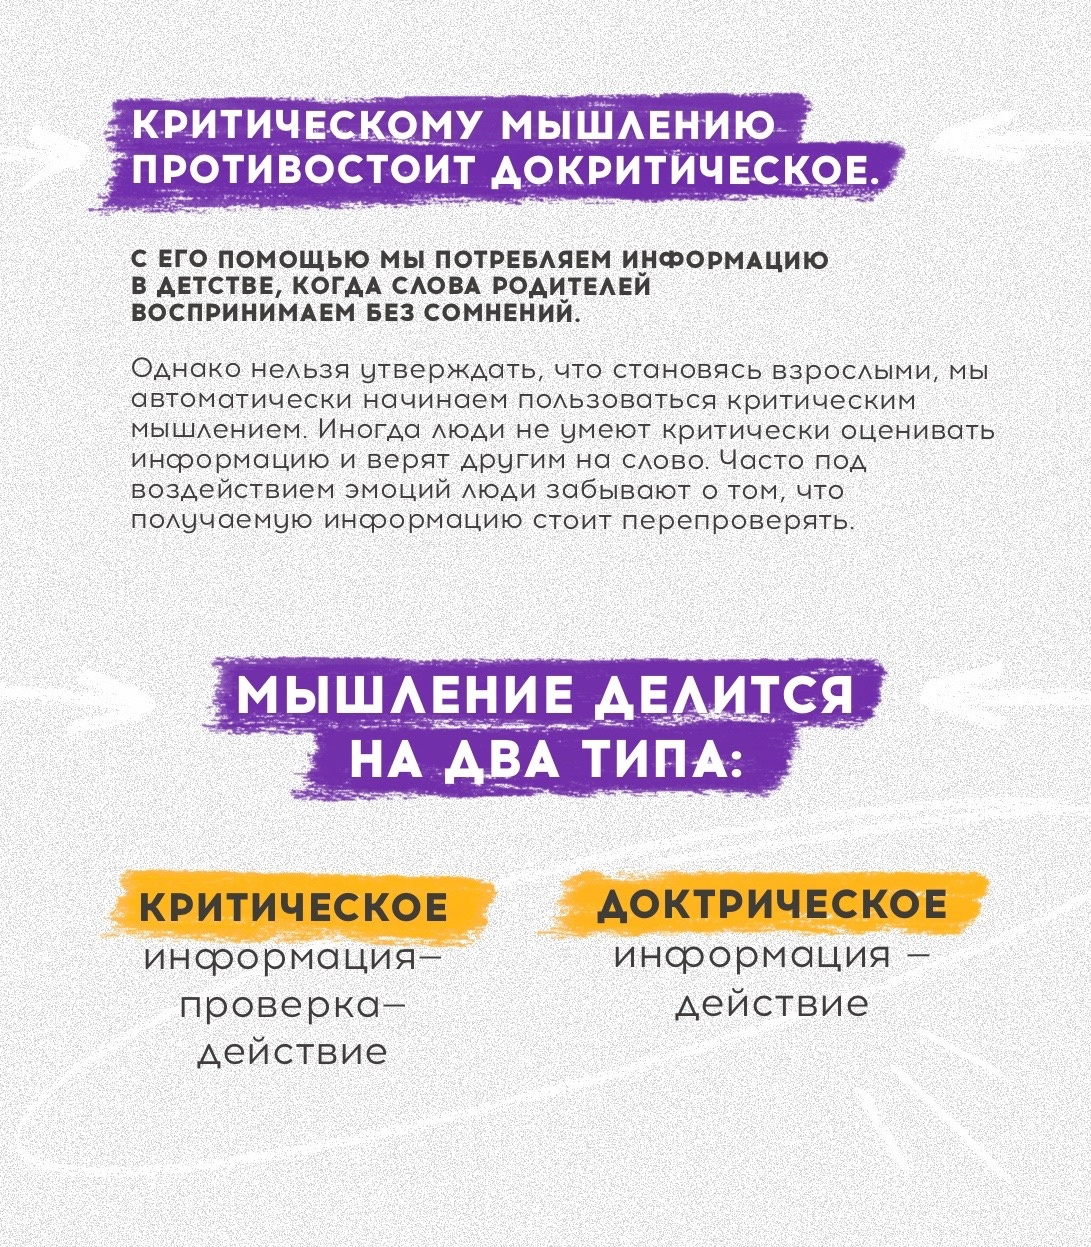 КРИТИЧЕСКОМУ МЫШЛЕНИЮ
ПРОТИВОСТОИТ ДОКРИТИЧЕСКОЕ.
С ЕГО ПОМОЩЬЮ МЫ ПОТРЕБЛЯЕМ ИНФОРМАЦИЮ
В ДЕТСТВЕ, КОГДА СЛОВА РОДИТЕЛЕЙ
ВОСПРИНИМАЕМ БЕЗ СОМНЕНИЙ.
Однако нельзя утверждать, что становясь взрослыми, мы
автоматически начинаем пользоваться критическим
мышлением. Иногда люди не умеют критически оценивать
информацию и верят другим на слово. Часто под
воздействием эмоций люди забывают о том, что
получаемую информацию стоит перепроверять.
МЫШЛЕНИЕ ДЕЛИТСЯ
НА ДВА ТИПА:
КРИТИЧЕСКОЕ
информация—
проверка—
действие
ДОКТРИЧЕСКОЕ
информация —
действие